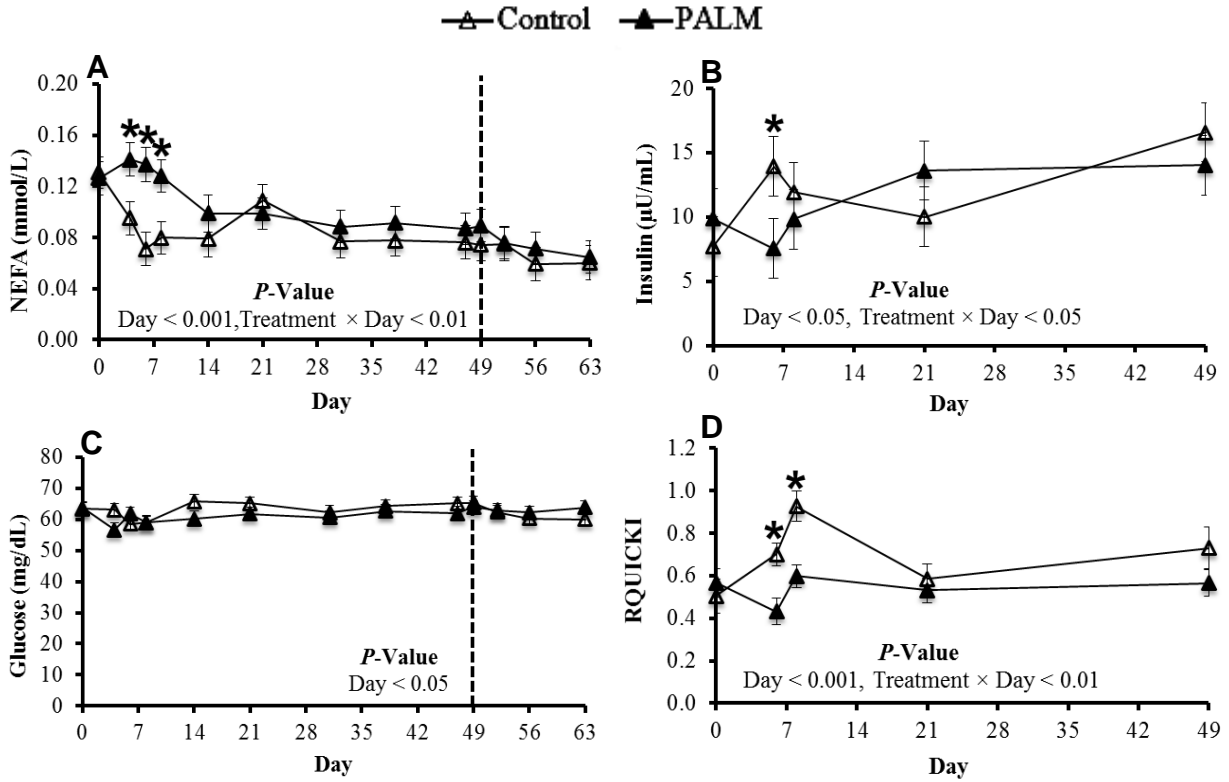 Control PALM
A
NEFA (mmol/L)
0.20
0.16
0.12
0.08
0.04
0.00
* * *
P-Value
Day < 0.001,Treatment × Day < 0.01
0 7 14 21 28 35 42 49 56 63
Day
B
Insulin (µU/mL)
20
15
10
5
0
*
P-Value
Day < 0.05, Treatment × Day < 0.05
0 7 14 21 28 35 42 49
Day
C
Glucose (mg/dL)
80
70
60
50
40
30
20
10
0
P-Value
Day < 0.05
0 7 14 21 28 35 42 49 56 63
Day
D
RQUICKI
1.2
1.0
0.8
0.6
0.4
0.2
0.0
* *
P-Value
Day < 0.001, Treatment × Day < 0.01
0 7 14 21 28 35 42 49
Day